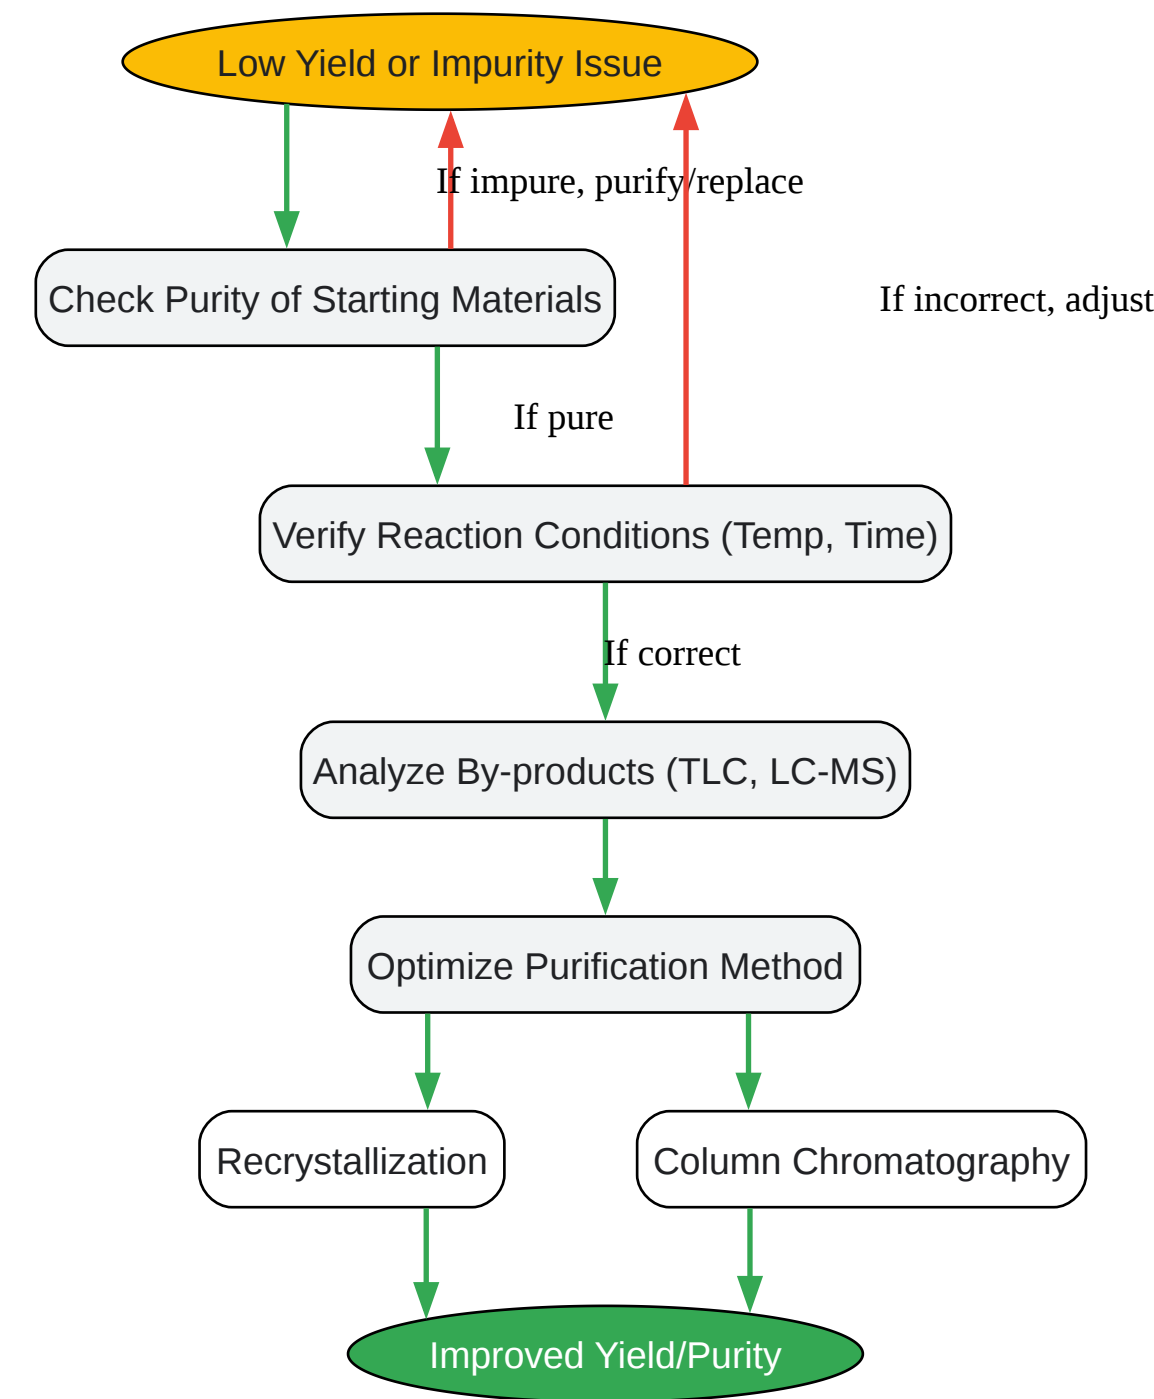 Low Yield or Impurity Issue
If impure, purify/replace
Check Purity of Starting Materials
If incorrect, adjust
If pure
Verify Reaction Conditions (Temp, Time)
If correct
Analyze By-products (TLC, LC-MS)
Optimize Purification Method
Recrystallization
Column Chromatography
Improved Yield/Purity